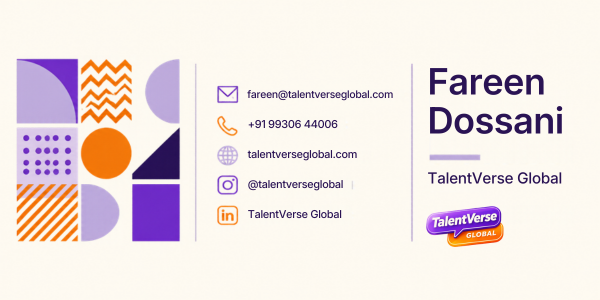 fareen@talentverseglobal.com
+91 99306 44006
talentverseglobal.com
@talentverseglobal
TalentVerse Global
Fareen
Dossani
TalentVerse Global
TalentVerse
GLOBAL